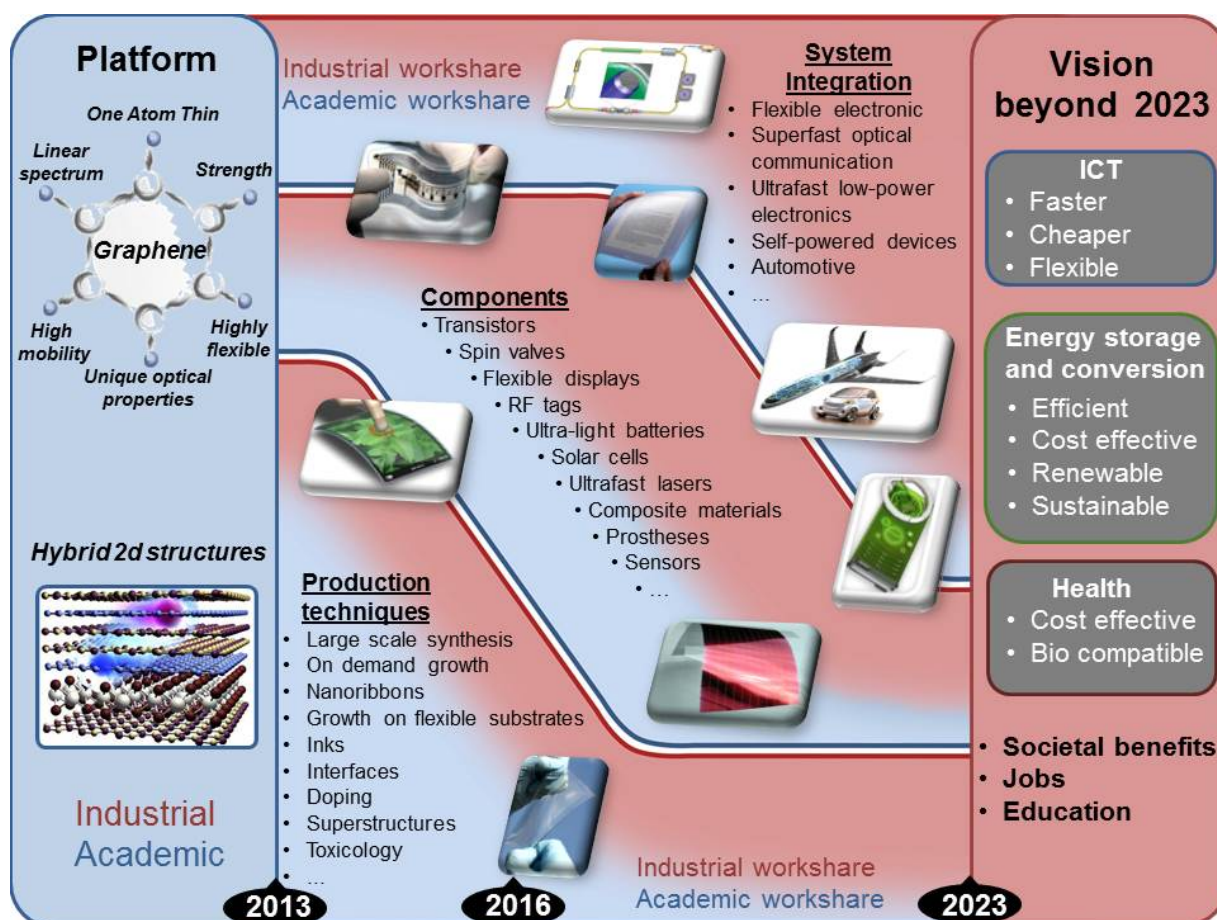 Platform
One Atom Thin
Linear
spectrum
Strength
Graphene
High
mobility
Highly
flexible
Unique optical
properties
Hybrid 2d structures
Industrial
Academic
Industrial workshare
Academic workshare
Production
techniques
• Large scale synthesis
• On demand growth
• Nanoribbons
• Growth on flexible substrates
• Inks
• Interfaces
• Doping
• Superstructures
• Toxicology
• ...
Components
• Transistors
• Spin valves
• Flexible displays
• RF tags
• Ultra-light batteries
• Solar cells
• Ultrafast lasers
• Composite materials
• Prostheses
• Sensors
• ...
System
Integration
• Flexible electronic
• Superfast optical
communication
• Ultrafast low-power
electronics
• Self-powered devices
• Automotive
• ...
Industrial workshare
Academic workshare
Vision
beyond 2023
ICT
• Faster
• Cheaper
• Flexible
Energy storage
and conversion
• Efficient
• Cost effective
• Renewable
• Sustainable
Health
• Cost effective
• Bio compatible
• Societal benefits
• Jobs
• Education
2013
2016
2023